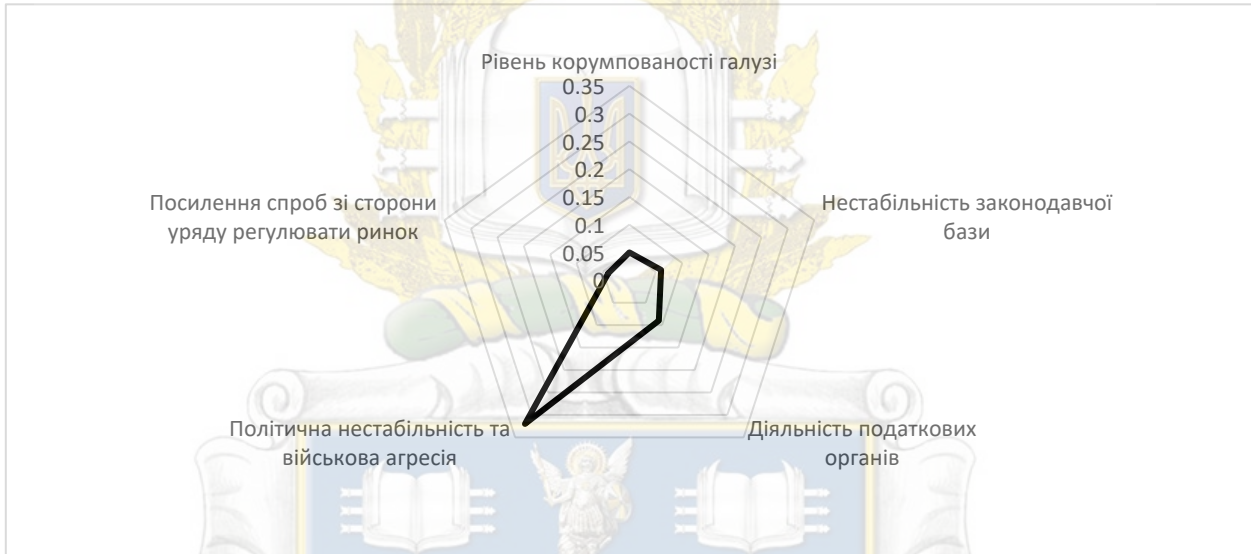 Рівень корумпованості галузі
0.35
0.3
0.25
0.2
0.15
0.1
0.05
0
Нестабільність законодавчої
бази
Діяльність податкових
органів
Політична нестабільність та
військова агресія
Посилення спроб зі сторони
уряду регулювати ринок